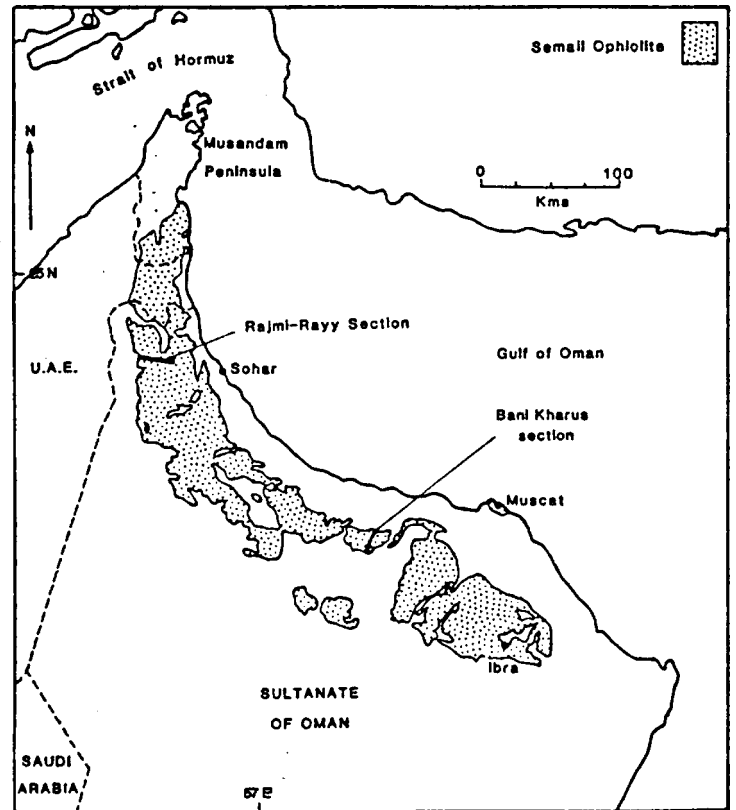 Semail Ophiolite
Strait of Hormuz
N
Musandam
Peninsula
0 100
Kms
25N
Rajmi-Rayy Section
U.A.E.
Sohar
Gulf of Oman
Bani Kharus
section
Muscat
Ibra
SULTANATE
OF OMAN
SAUDI
ARABIA
57E